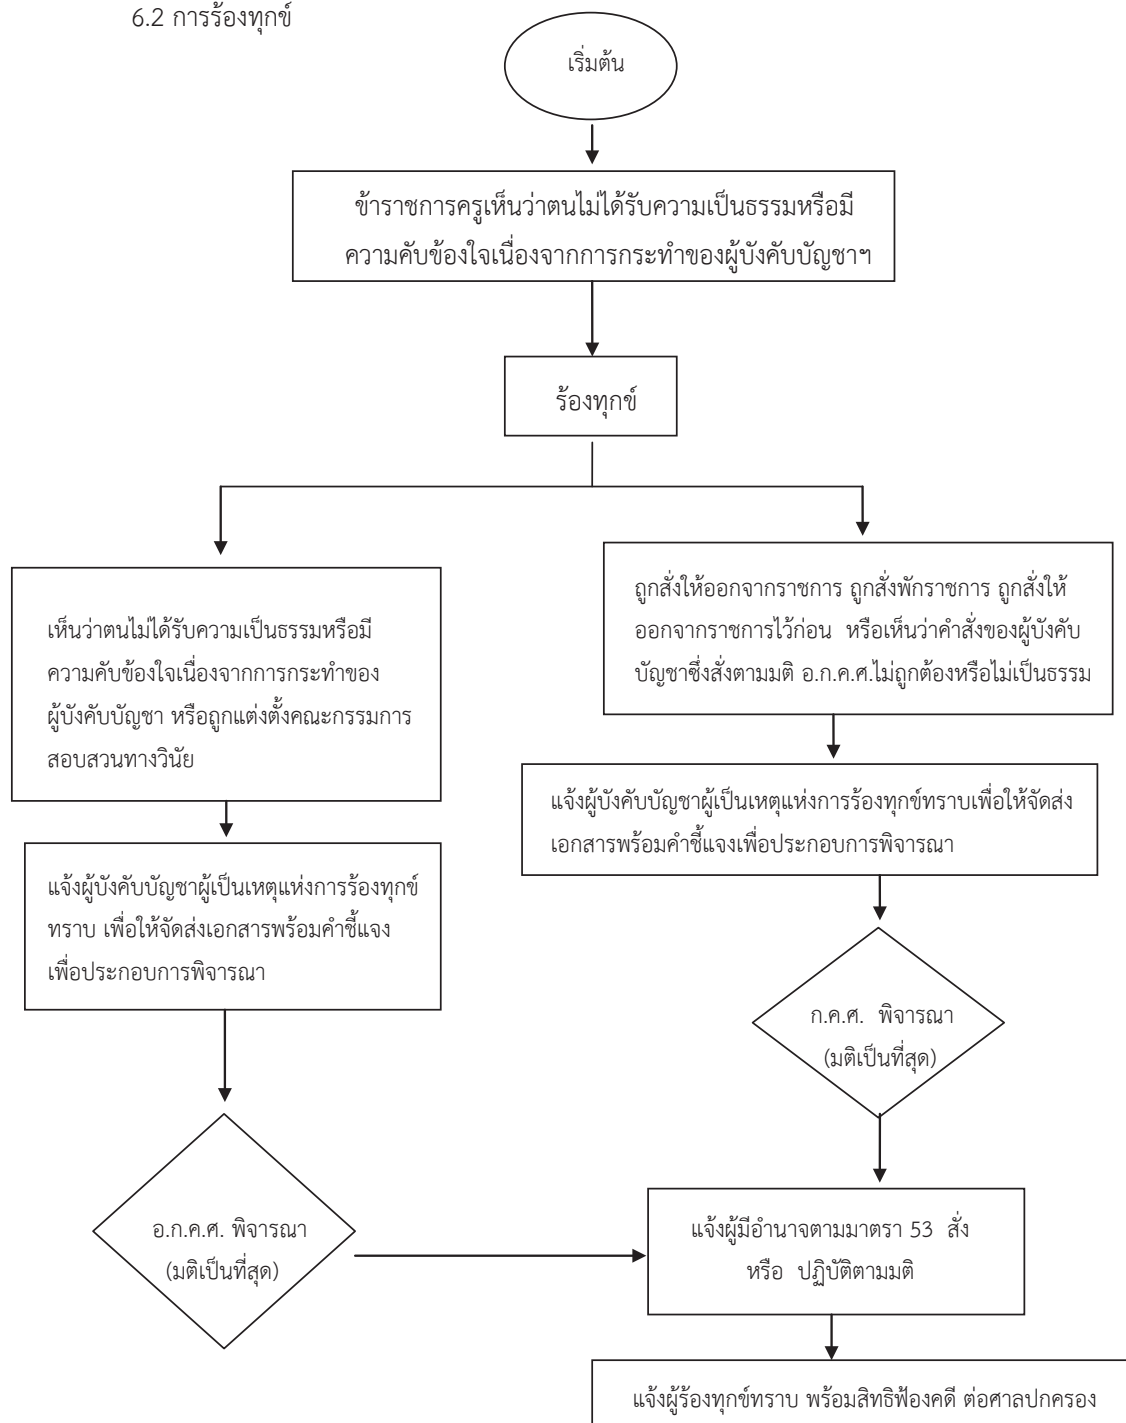 6.2 การร้องทุกข์
เริ่มต้น
ข้าราชการครูเห็นว่าตนไม่ได้รับความเป็นธรรมหรือมี
ความคับข้องใจเนื่องจากการกระทำของผู้บังคับบัญชาฯ
ร้องทุกข์
เห็นว่าตนไม่ได้รับความเป็นธรรมหรือมี
ความคับข้องใจเนื่องจากการกระทำของ
ผู้บังคับบัญชา หรือถูกแต่งตั้งคณะกรรมการ
สอบสวนทางวินัย
แจ้งผู้บังคับบัญชาผู้เป็นเหตุแห่งการร้องทุกข์
ทราบ เพื่อให้จัดส่งเอกสารพร้อมคำชี้แจง
เพื่อประกอบการพิจารณา
อ.ก.ค.ศ. พิจารณา
(มติเป็นที่สุด)
ถูกสั่งให้ออกจากราชการ ถูกสั่งพักราชการ ถูกสั่งให้
ออกจากราชการไว้ก่อน หรือเห็นว่าคำสั่งของผู้บังคับ
บัญชาซึ่งสั่งตามมติ อ.ก.ค.ศ.ไม่ถูกต้องหรือไม่เป็นธรรม
แจ้งผู้บังคับบัญชาผู้เป็นเหตุแห่งการร้องทุกข์ทราบเพื่อให้จัดส่ง
เอกสารพร้อมคำชี้แจงเพื่อประกอบการพิจารณา
ก.ค.ศ. พิจารณา
(มติเป็นที่สุด)
แจ้งผู้มีอำนาจตามมาตรา 53 สั่ง
หรือ ปฏิบัติตามมติ
แจ้งผู้ร้องทุกข์ทราบ พร้อมสิทธิฟ้องคดี ต่อศาลปกครอง